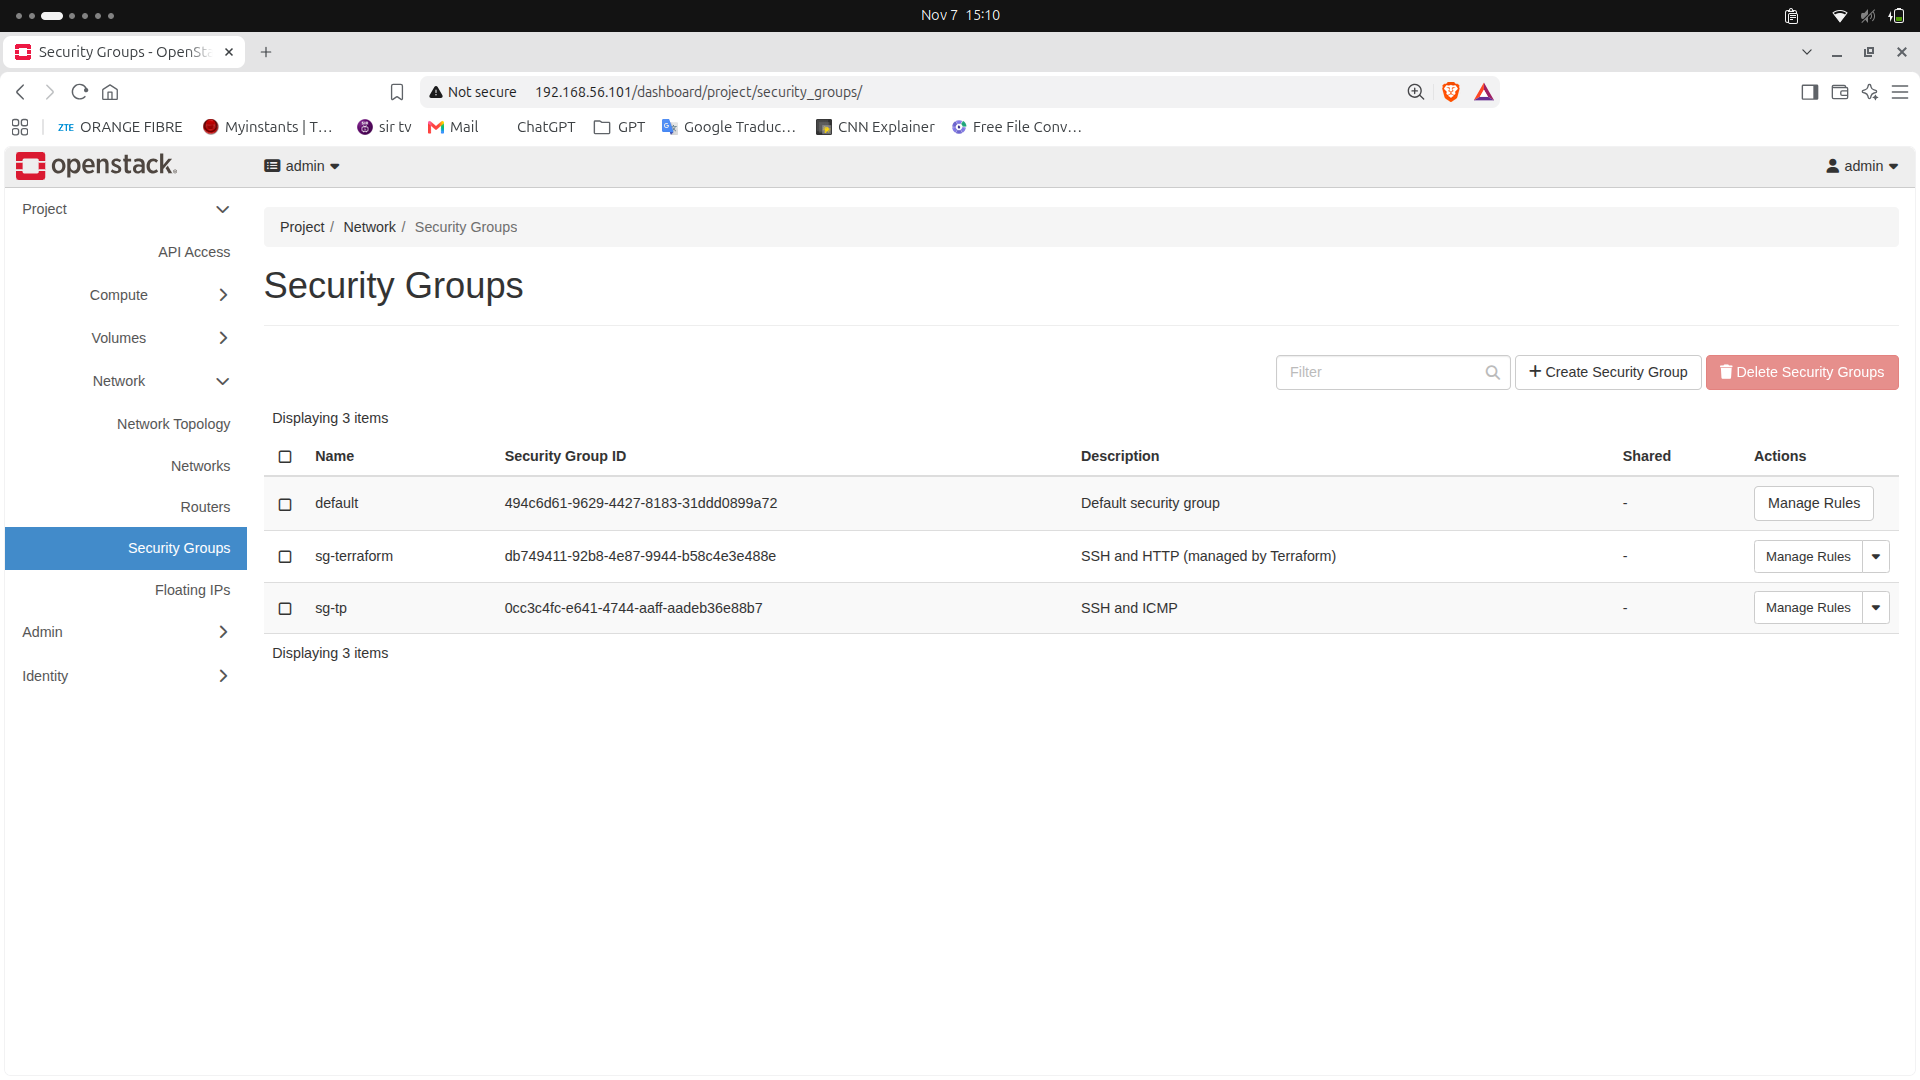 Nov 7 15:10
Security Groups - OpenSta
Not secure 192.168.56.101/dashboard/project/security_groups/
ZTE ORANGE FIBRE Myinstants | T... sir tv Mail ChatGPT GPT Google Traduc... CNN Explainer Free File Conv...
openstack. admin admin
Project
API Access
Compute
Volumes
Network
Network Topology
Networks
Routers
Security Groups
Floating IPs
Admin
Identity
Project / Network / Security Groups
Security Groups
Filter Create Security Group Delete Security Groups
Displaying 3 items
Name Security Group ID Description Shared Actions
default 494c6d61-9629-4427-8183-31ddd0899a72 Default security group - Manage Rules
sg-terraform db749411-92b8-4e87-9944-b58c4e3e488e SSH and HTTP (managed by Terraform) - Manage Rules
sg-tp 0cc3c4fc-e641-4744-aaff-aadeb36e88b7 SSH and ICMP - Manage Rules
Displaying 3 items